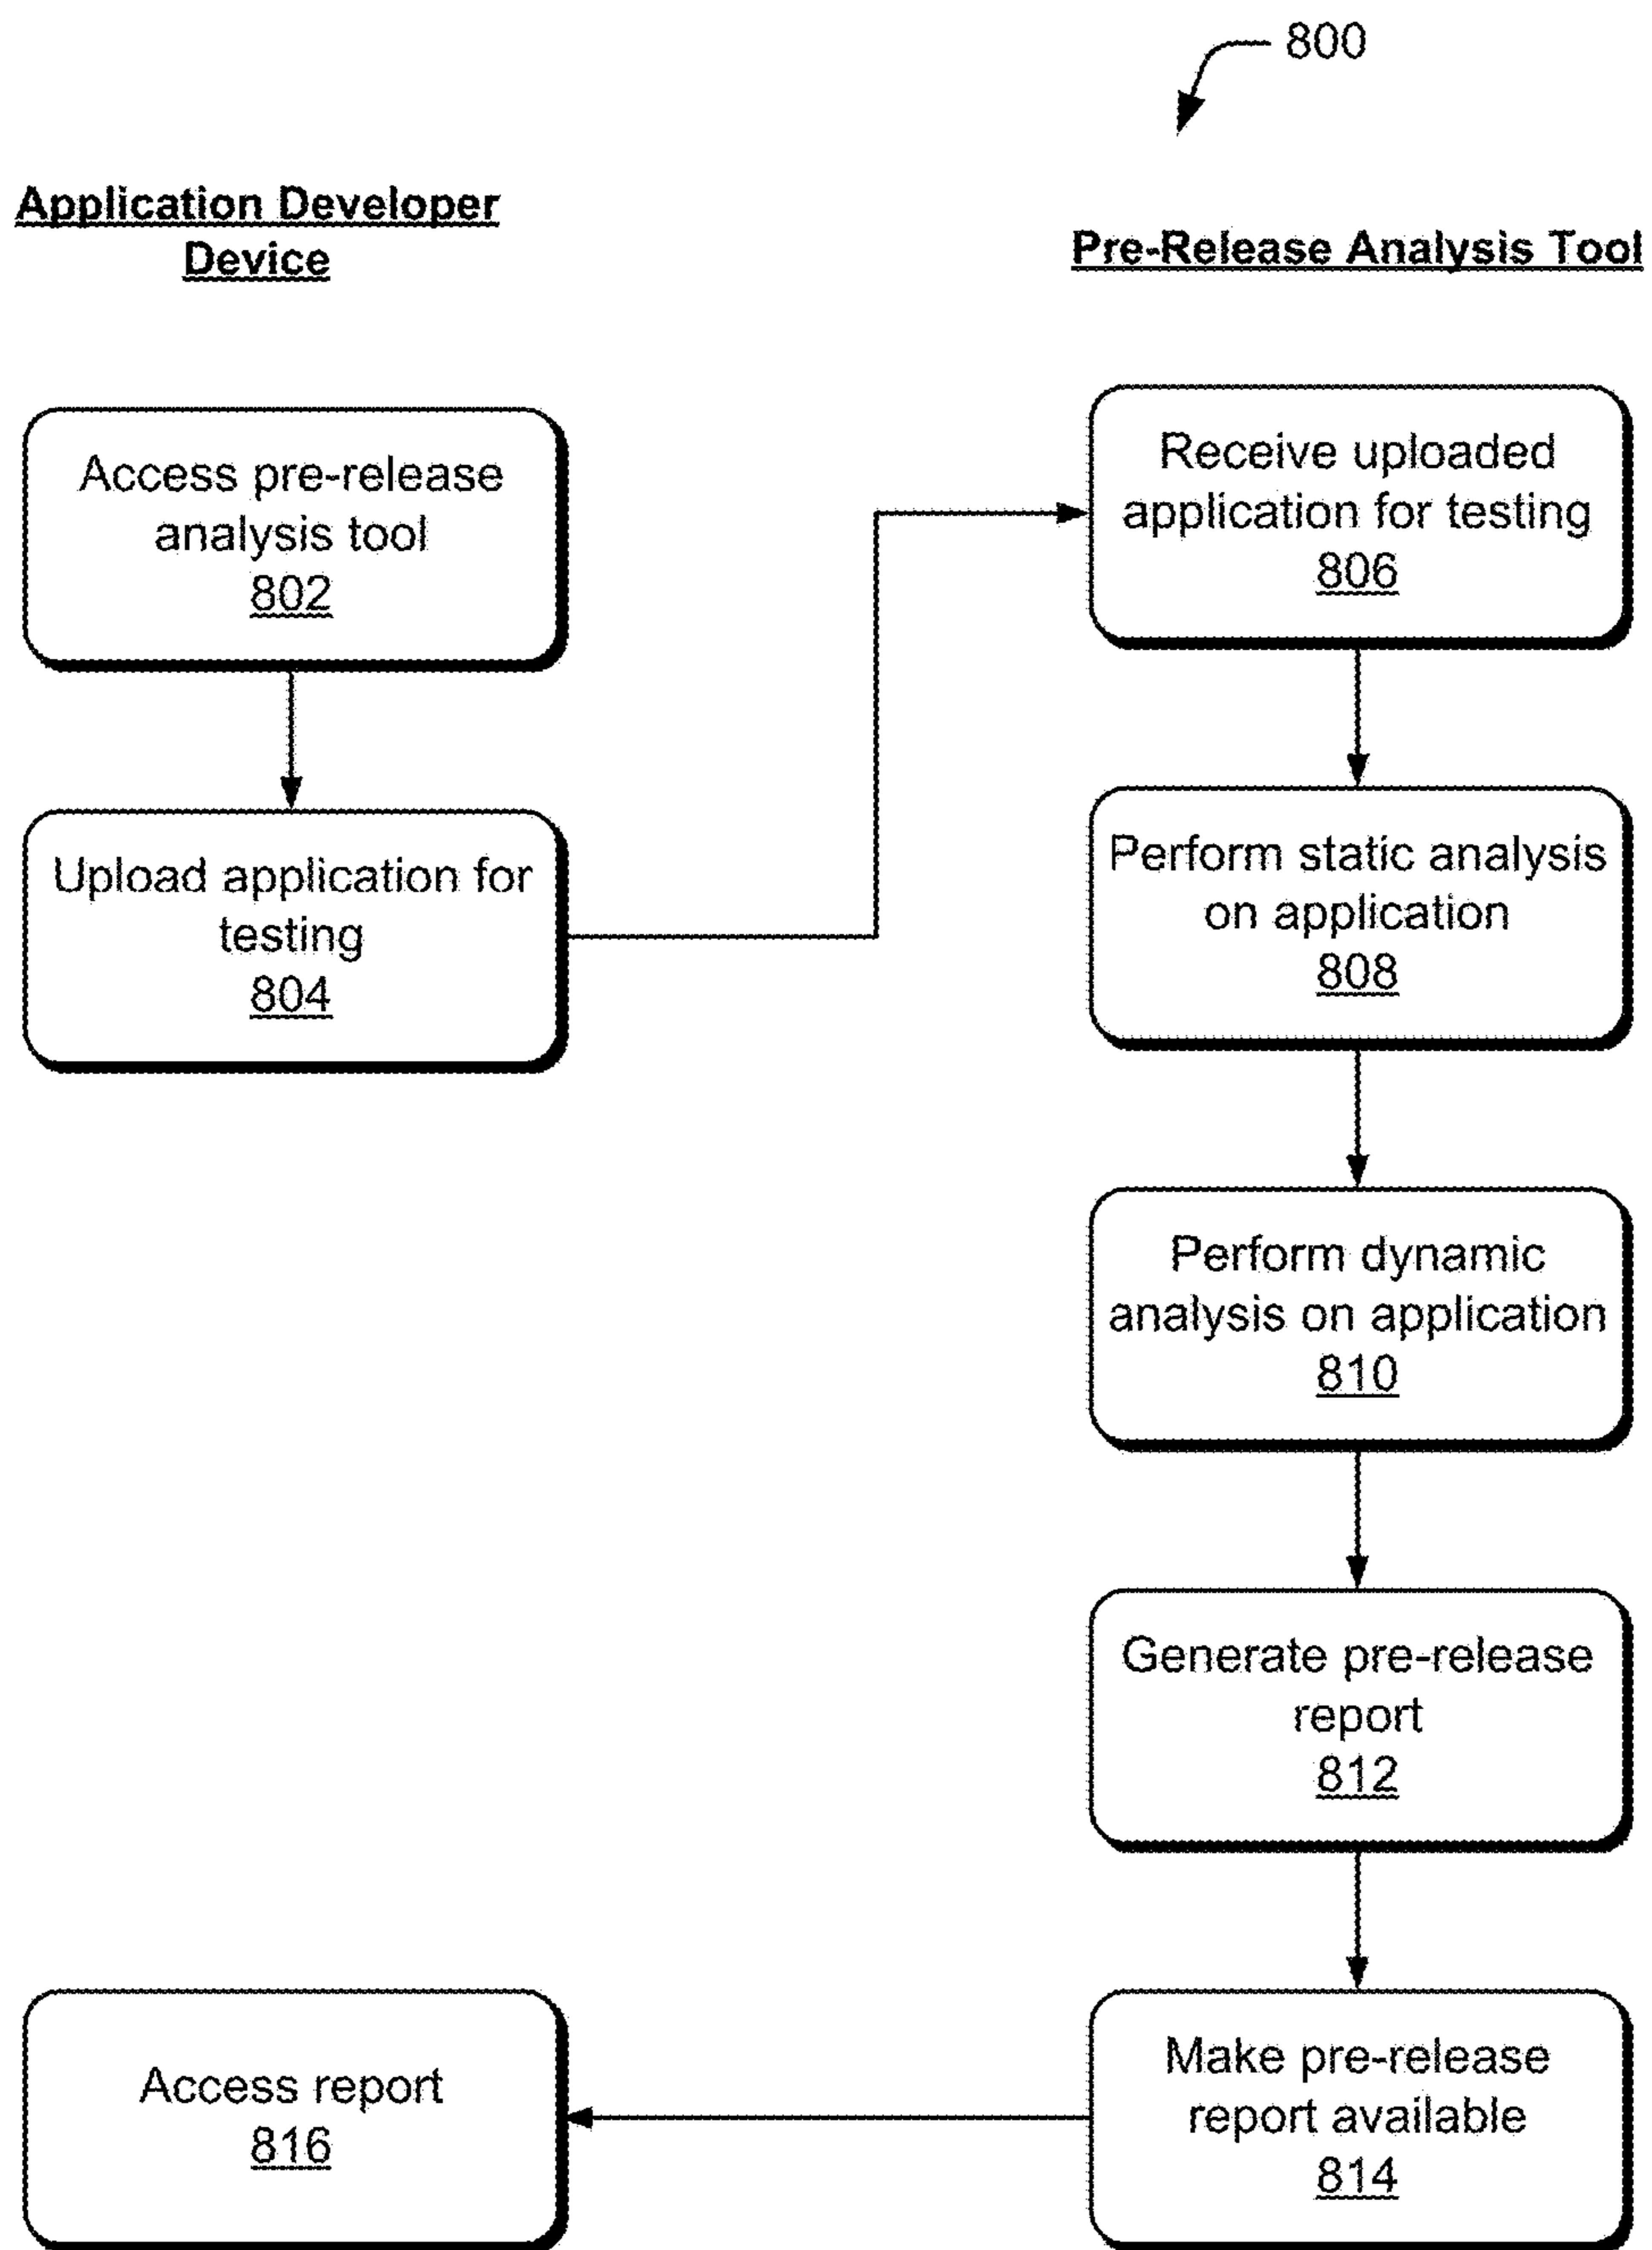 800
Application Developer
Device
Pre-Release Analysis Tool
Access pre-release
analysis tool
802
Upload application for
testing
804
Receive uploaded
application for testing
806
Perform static analysis
on application
808
Perform dynamic
analysis on application
810
Generate pre-release
report
812
Make pre-release
report available
814
Access report
816